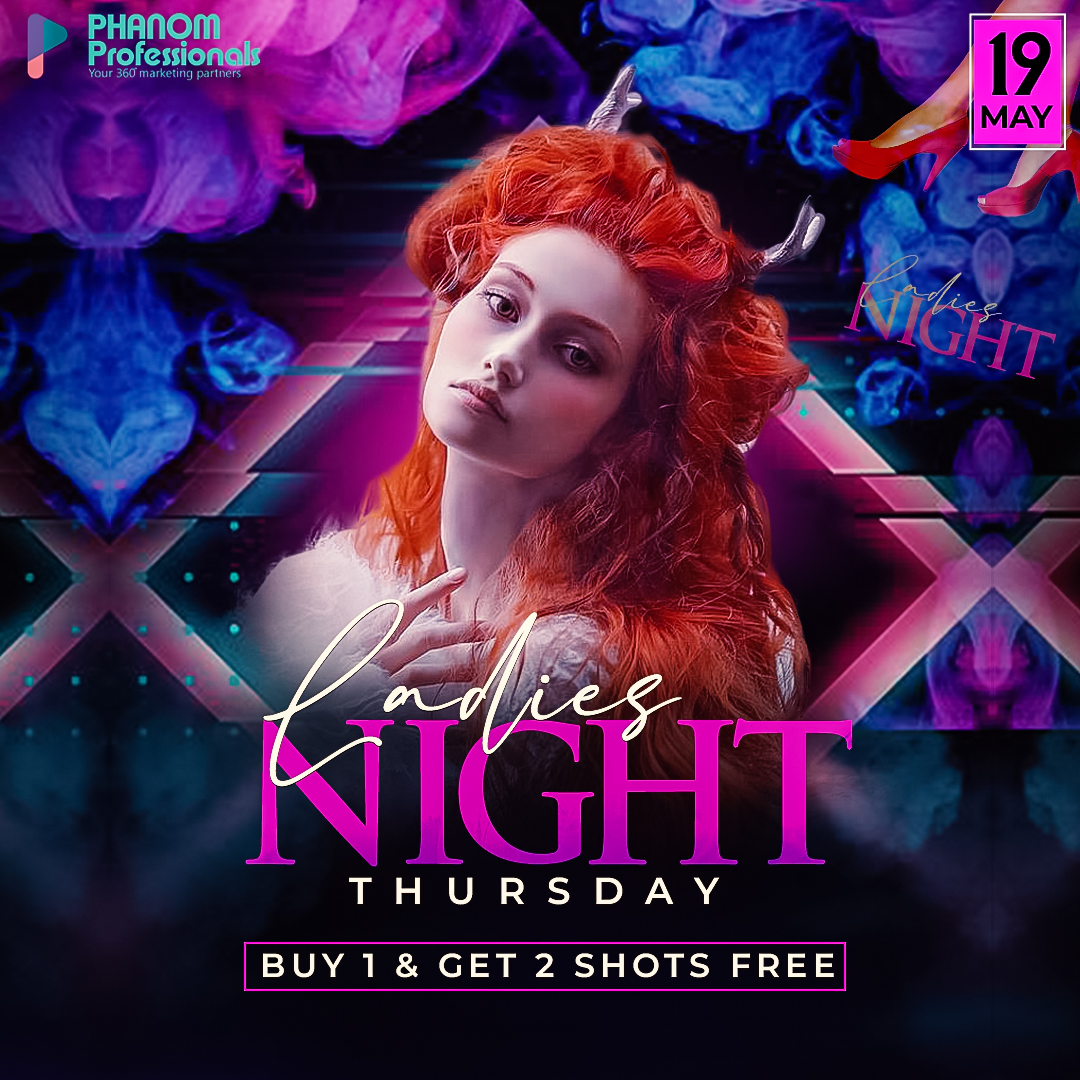 PHANOM
Professionals
Your 360° marketing partners
19
MAY
Ladies
NIGHT
Ladies
NIGHT
THURSDAY
BUY 1 & GET 2 SHOTS FREE